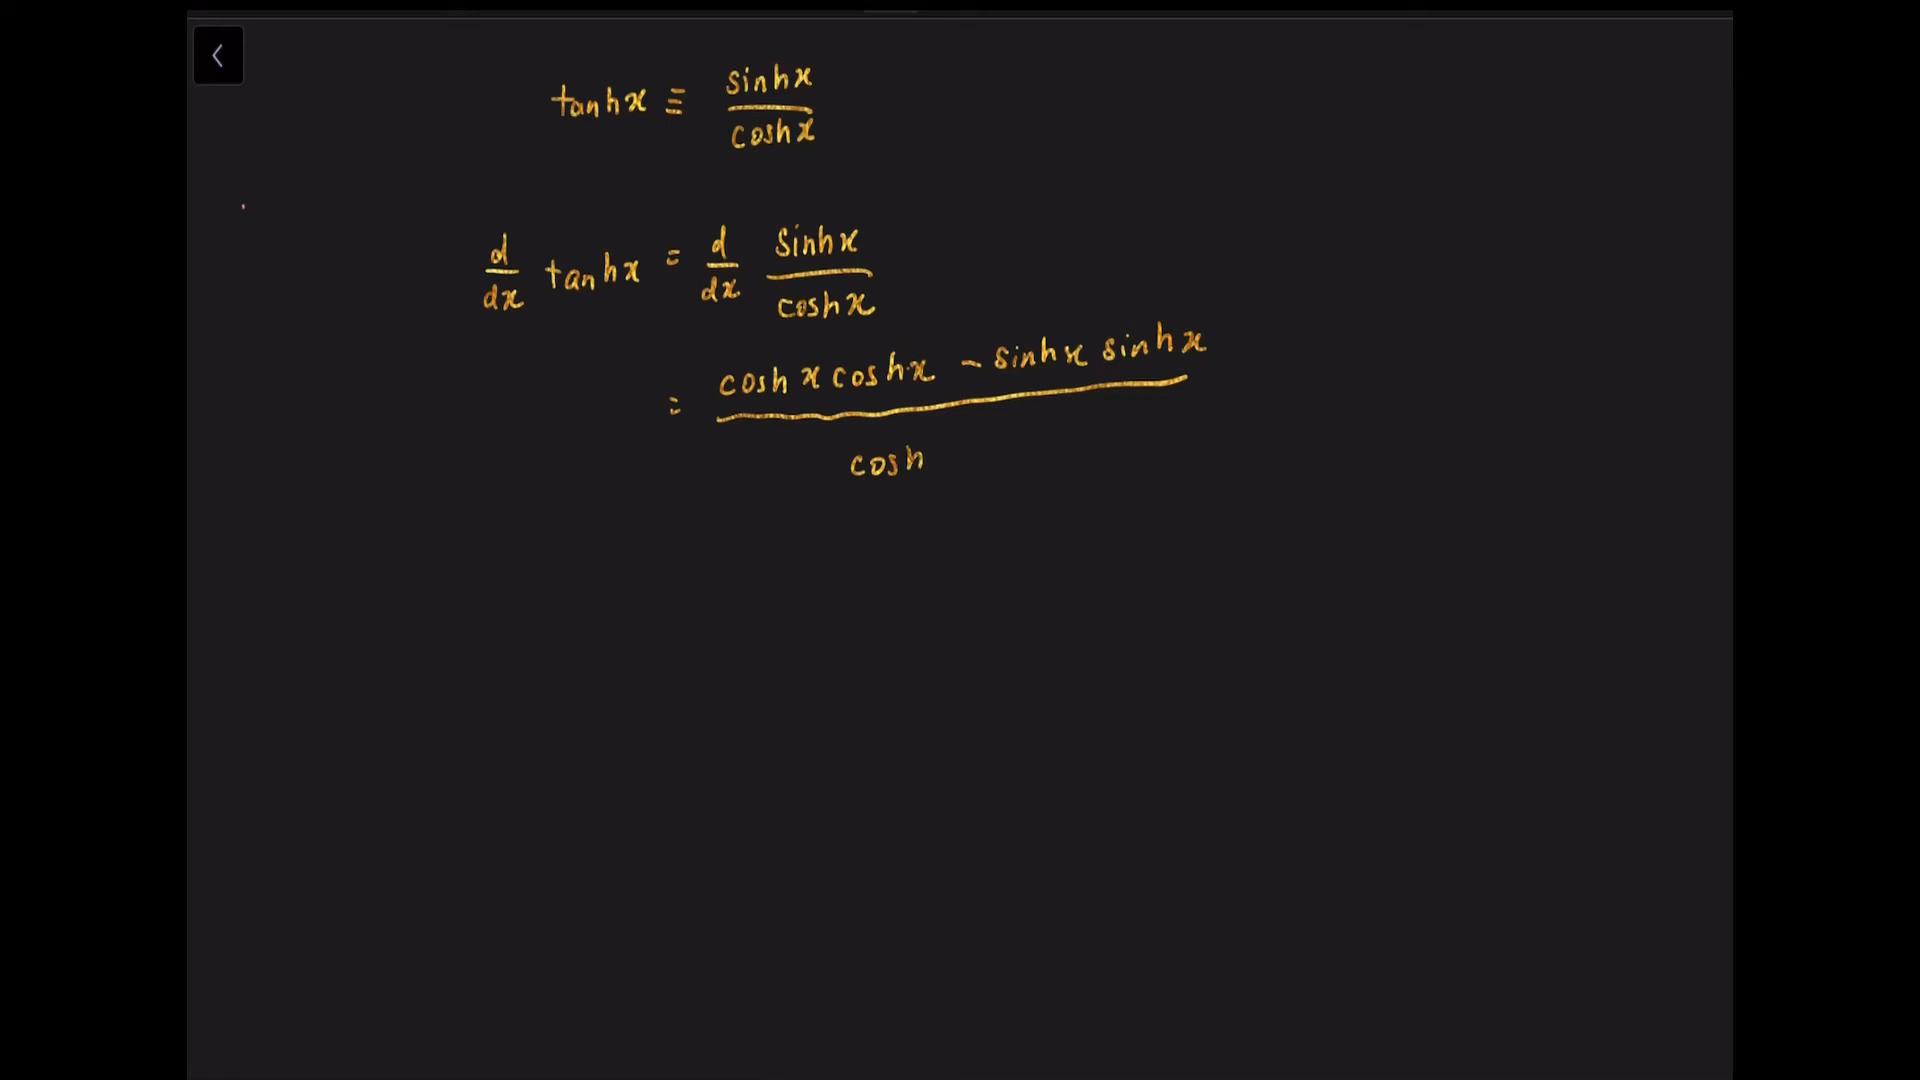 tanhx ≡ sinhx / coshx
d/dx tanhx = d/dx sinhx / coshx
= coshx coshx - sinhx sinhx
cosh